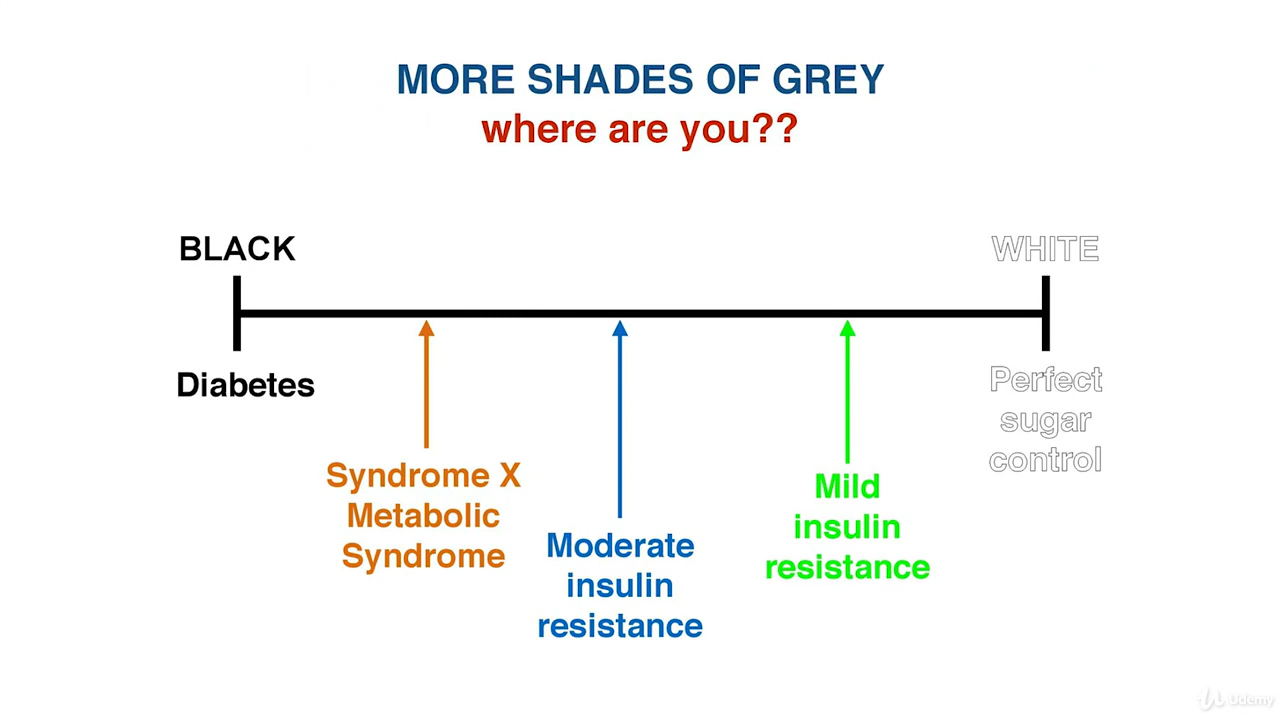 MORE SHADES OF GREY
where are you??
BLACK
WHITE
Diabetes
Perfect
sugar
control
Syndrome X
Metabolic
Syndrome
Moderate
insulin
resistance
Mild
insulin
resistance
Udemy